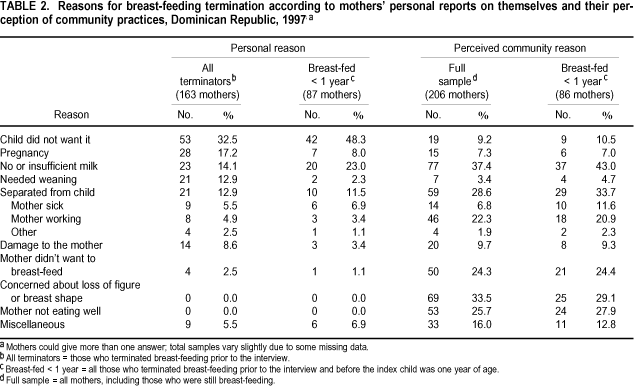 TABLE 2. Reasons for breast-feeding termination according to mothers' personal reports on themselves and their per-
ception of community practices, Dominican Republic, 1997.a
Personal reason Perceived community reason
All Breast-fed Full Breast-fed
terminatorsb < 1 yearc sampled < 1 yearc
(163 mothers) (87 mothers) (206 mothers) (86 mothers)
Reason No. % No. % No. % No. %
Child did not want it 53 32.5 42 48.3 19 9.2 9 10.5
Pregnancy 28 17.2 7 8.0 15 7.3 6 7.0
No or insufficient milk 23 14.1 20 23.0 77 37.4 37 43.0
Needed weaning 21 12.9 2 2.3 7 3.4 4 4.7
Separated from child 21 12.9 10 11.5 59 28.6 29 33.7
Mother sick 9 5.5 6 6.9 14 6.8 10 11.6
Mother working 8 4.9 3 3.4 46 22.3 18 20.9
Other 4 2.5 1 1.1 4 1.9 2 2.3
Damage to the mother 14 8.6 3 3.4 20 9.7 8 9.3
Mother didn't want to
breast-feed 4 2.5 1 1.1 50 24.3 21 24.4
Concerned about loss of figure
or breast shape 0 0.0 0 0.0 69 33.5 25 29.1
Mother not eating well 0 0.0 0 0.0 53 25.7 24 27.9
Miscellaneous 9 5.5 6 6.9 33 16.0 11 12.8
a Mothers could give more than one answer; total samples vary slightly due to some missing data.
b All terminators = those who terminated breast-feeding prior to the interview.
c Breast-fed < 1 year = all those who terminated breast-feeding prior to the interview and before the index child was one year of age.
d Full sample = all mothers, including those who were still breast-feeding.